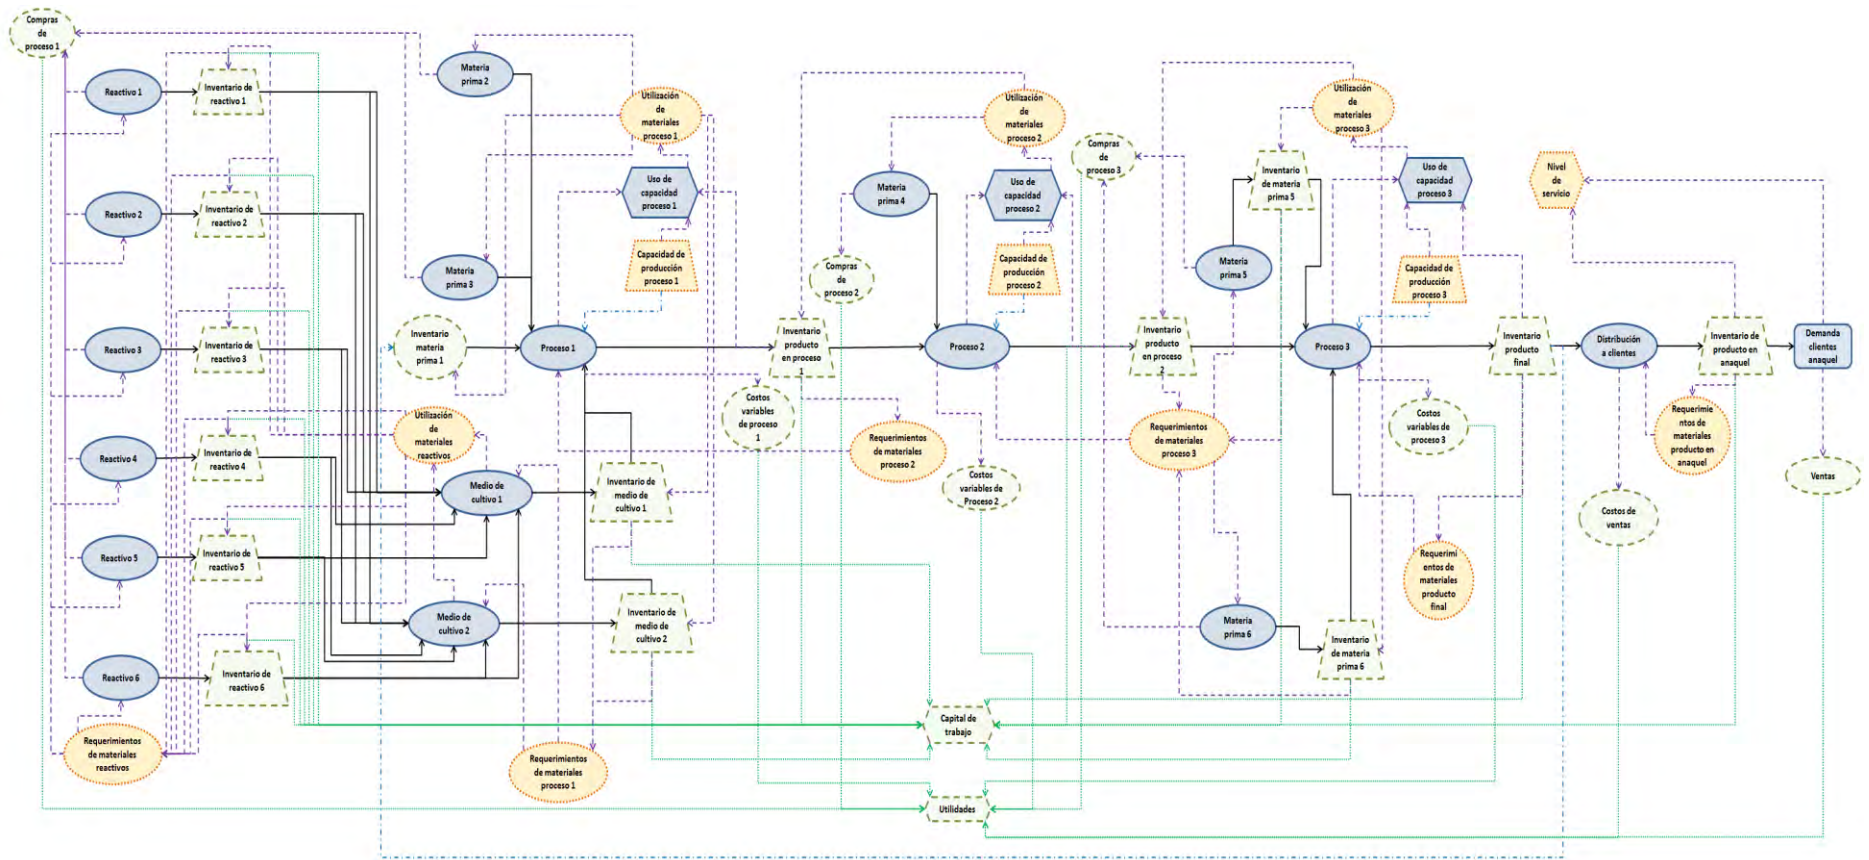 Compras
de
proceso 1
Reactivo 1
Inventario de
reactivo 1
Materia
prima 2
Utilización
de
materiales
proceso 1
Utilización
de
materiales
proceso 2
Utilización
de
materiales
proceso 3
Compras
de
proceso 3
Inventario
de materia
prima 5
Uso de
capacidad
proceso 1
Materia
prima 4
Uso de
capacidad
proceso 2
Uso de
capacidad
proceso 3
Nivel
de
servicio
Reactivo 2
Inventario de
reactivo 2
Materia
prima 3
Capacidad de
producción
proceso 1
Compras
de
proceso 2
Capacidad de
producción
proceso 2
Materia
prima 5
Capacidad de
producción
proceso 3
Reactivo 3
Inventario de
reactivo 3
Inventario
materia
prima 1
Proceso 1
Inventario
producto
en proceso
1
Proceso 2
Inventario
producto
en proceso
2
Proceso 3
Inventario
producto
final
Distribución
a clientes
Inventario de
producto en
anaquel
Demanda
clientes
anaquel
Reactivo 4
Inventario de
reactivo 4
Utilización
de
materiales
reactivos
Costos
variables
de proceso
1
Requerimientos
de materiales
proceso 2
Requerimientos
de materiales
proceso 3
Costos
variables de
proceso 3
Requerimie
ntos de
materiales
producto en
anaquel
Medio de
cultivo 1
Inventario
de medio
de
cultivo 1
Costos
variables de
Proceso 2
Costos de
ventas
Ventas
Reactivo 5
Inventario de
reactivo 5
Requerimi
entos de
materiales
producto
final
Medio de
cultivo 2
Inventario de
medio de
cultivo 2
Materia
prima 6
Inventario
de materia
prima 6
Reactivo 6
Inventario de
reactivo 6
Requerimientos
de materiales
reactivos
Requerimientos
de materiales
proceso 1
Capital de
trabajo
Utilidades